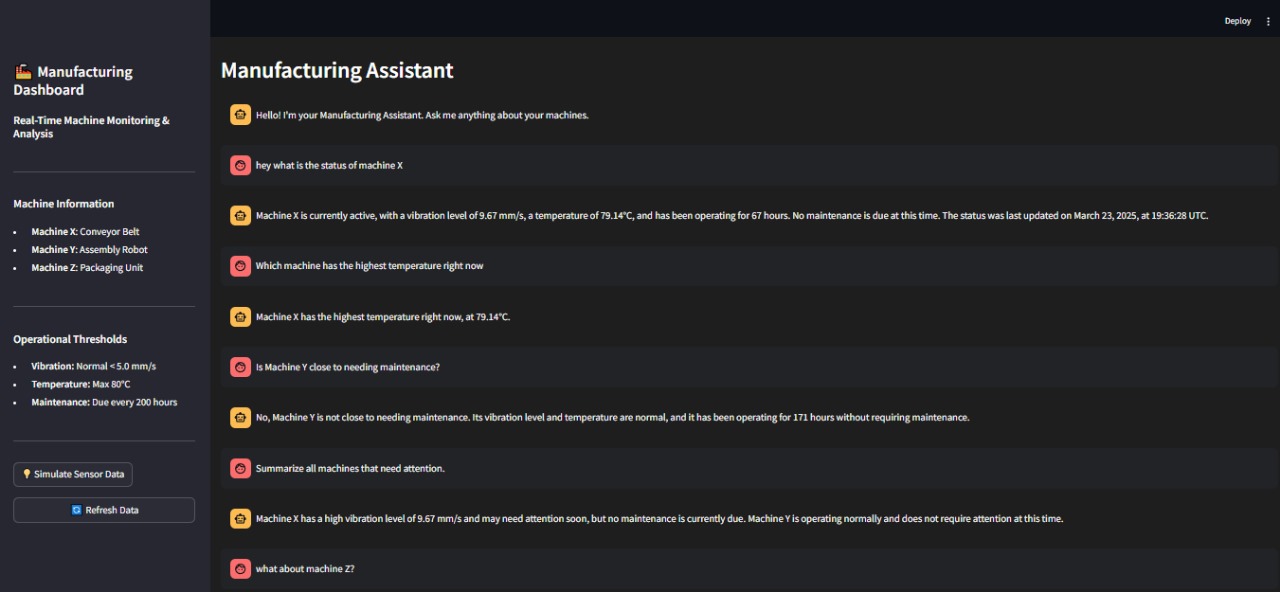 Deploy
Manufacturing
Dashboard
Real-Time Machine Monitoring &
Analysis
Machine Information
Machine X: Conveyor Belt
Machine Y: Assembly Robot
Machine Z: Packaging Unit
Operational Thresholds
Vibration: Normal < 5.0 mm/s
Temperature: Max 80°C
Maintenance: Due every 200 hours
Simulate Sensor Data
Refresh Data
Manufacturing Assistant
Hello! I'm your Manufacturing Assistant. Ask me anything about your machines.
hey what is the status of machine X
Machine X is currently active, with a vibration level of 9.67 mm/s, a temperature of 79.14°C, and has been operating for 67 hours. No maintenance is due at this time. The status was last updated on March 23, 2025, at 19:36:28 UTC.
Which machine has the highest temperature right now
Machine X has the highest temperature right now, at 79.14°C.
Is Machine Y close to needing maintenance?
No, Machine Y is not close to needing maintenance. Its vibration level and temperature are normal, and it has been operating for 171 hours without requiring maintenance.
Summarize all machines that need attention.
Machine X has a high vibration level of 9.67 mm/s and may need attention soon, but no maintenance is currently due. Machine Y is operating normally and does not require attention at this time.
what about machine Z?